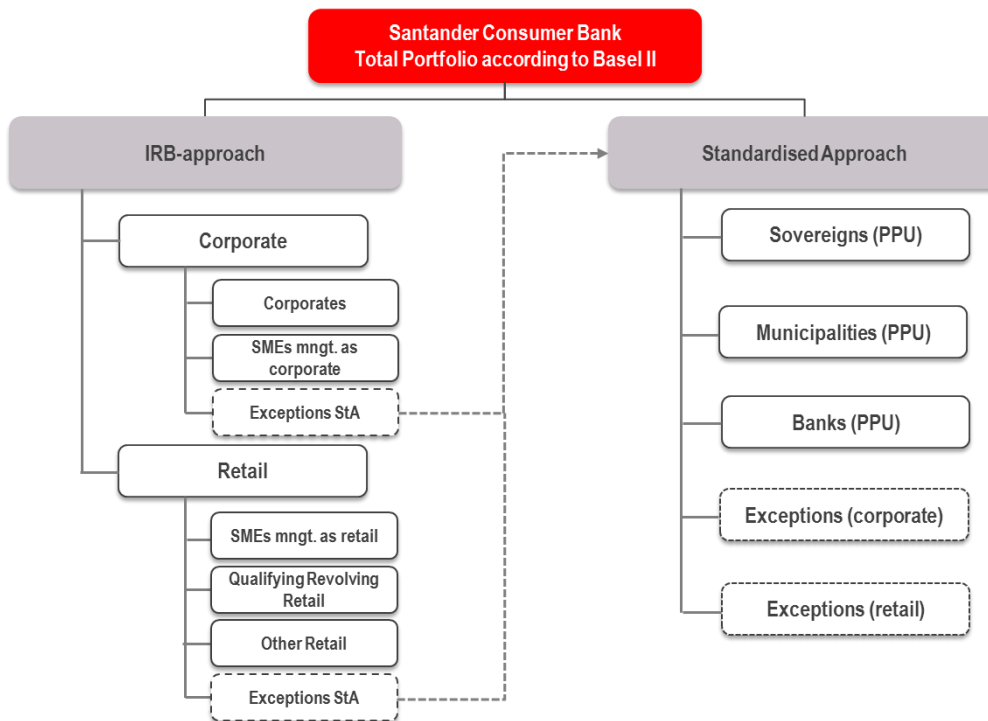 Santander Consumer Bank
Total Portfolio according to Basel II
IRB-approach
Corporate
Corporates
SMEs mngt. as
corporate
Exceptions StA
Retail
SMEs mngt. as retail
Qualifying Revolving
Retail
Other Retail
Exceptions StA
Standardised Approach
Sovereigns (PPU)
Municipalities (PPU)
Banks (PPU)
Exceptions (corporate)
Exceptions (retail)